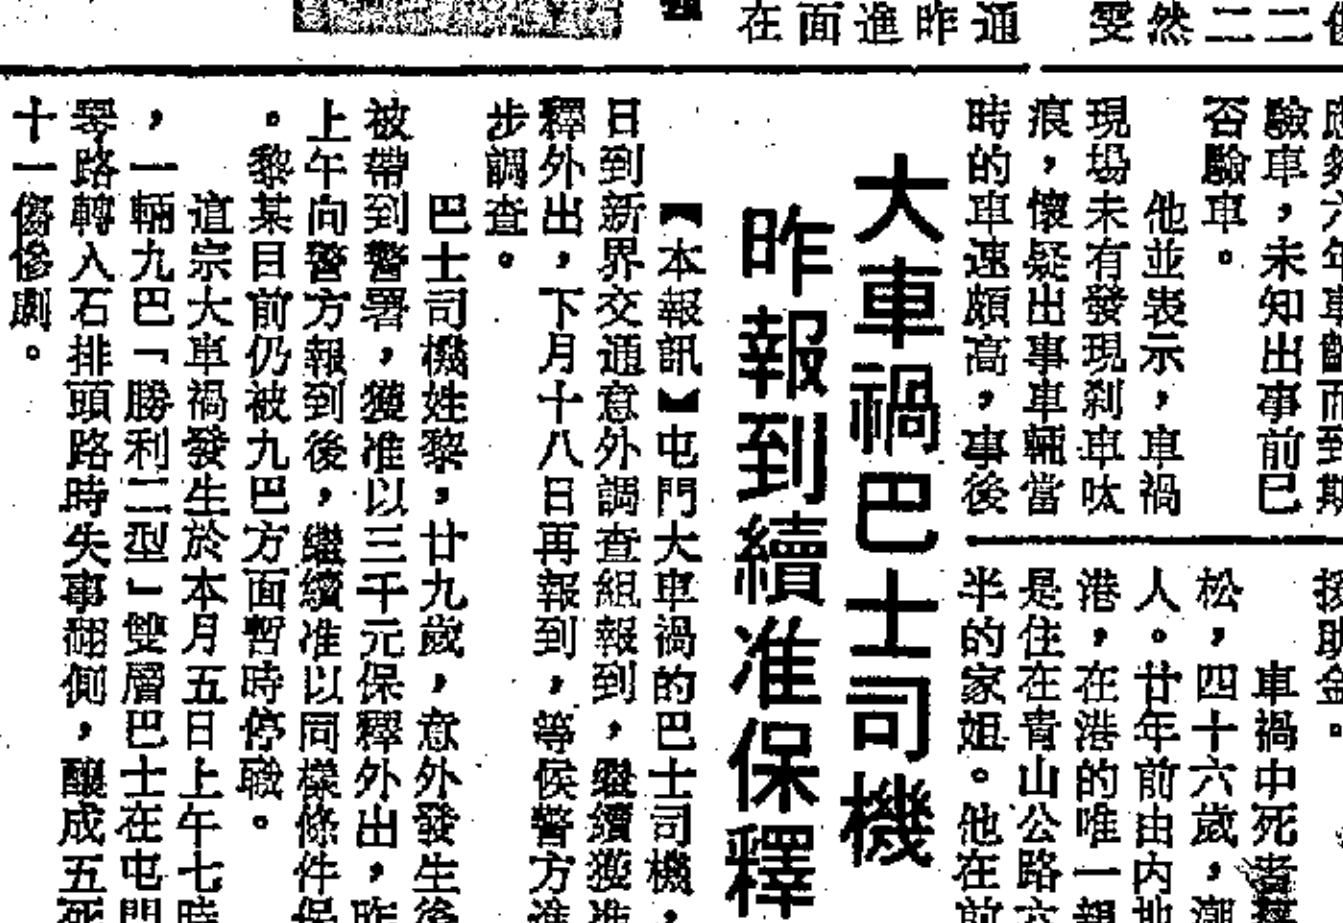 通昨進面在
二二然雯
驗車，未知出事前已
否驗車。
他並表示，車禍
現場未有發現刹車呔
痕，懷疑出事車輛當
時的車速頗高，事後
車禍中死者
松，四十六歲，潮
人。廿年前由內地
港，在港的唯一親
是住在青山公路六
半的家姐。他在前
援助金。
大車禍巴士司機
昨報到續准保釋
【本報訊】屯門大車禍的巴士司機，
日到新界交通意外調查組報到，繼續獲准
釋外出，下月十八日再報到，等候警方進
步調查。
巴士司機姓黎，廿九歲，意外發生後
被帶到警署，獲准以三千元保釋外出，昨
上午向警方報到後，繼續准以同樣條件保
。黎某目前仍被九巴方面暫時停職。
道宗大車禍發生於本月五日上午七時
，一輛九巴「勝利二型」雙層巴士在屯門
琴路轉入石排頭路時失事翻側，釀成五死
十一傷慘劇。